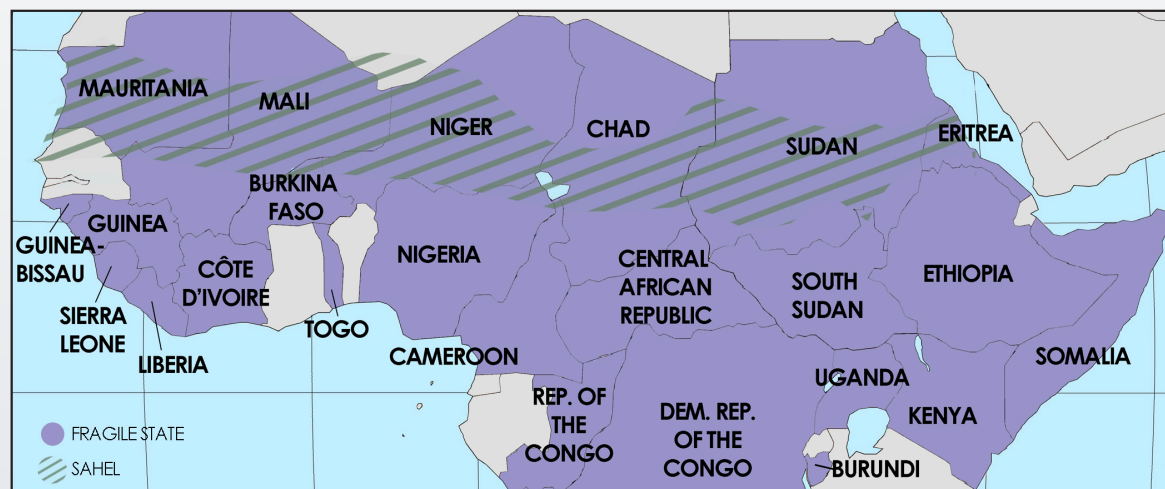 MAURITANIA
MALI
NIGER
CHAD
SUDAN
ERITREA
BURKINA
FASO
GUINEA
GUINEA-
BISSAU
SIERRA
LEONE
LIBERIA
CÔTE
D'IVOIRE
TOGO
NIGERIA
CAMEROON
CENTRAL
AFRICAN
REPUBLIC
SOUTH
SUDAN
ETHIOPIA
SOMALIA
UGANDA
KENYA
REP. OF
THE
CONGO
DEM. REP.
OF THE
CONGO
BURUNDI
FRAGILE STATE
SAHEL